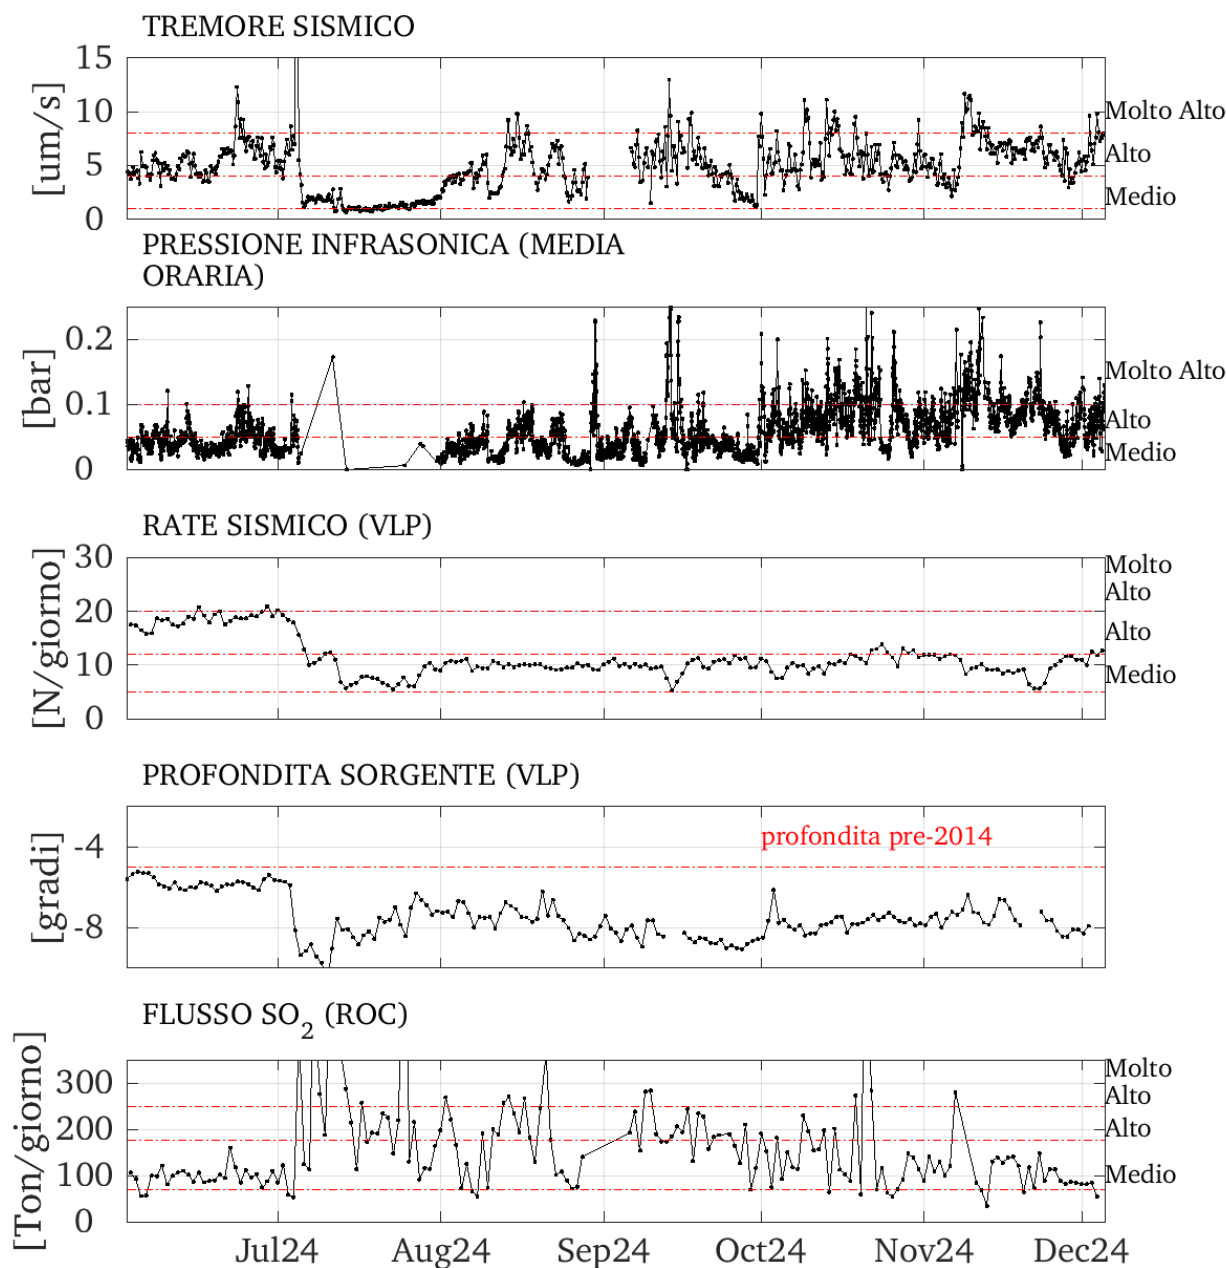 TREMORE SISMICO
[um/s]
15
10
5
0
Molto Alto
Alto
Medio
PRESSIONE INFRASONICA (MEDIA
ORARIA)
[bar]
0.2
0.1
0
Molto Alto
Alto
Medio
RATE SISMICO (VLP)
[N/giorno]
30
20
10
0
Molto
Alto
Alto
Medio
PROFONDITA SORGENTE (VLP)
[gradi]
-4
-8
profondita pre-2014
FLUSSO SO2 (ROC)
[Ton/giorno]
300
200
100
0
Molto
Alto
Alto
Medio
Jul24 Aug24 Sep24 Oct24 Nov24 Dec24